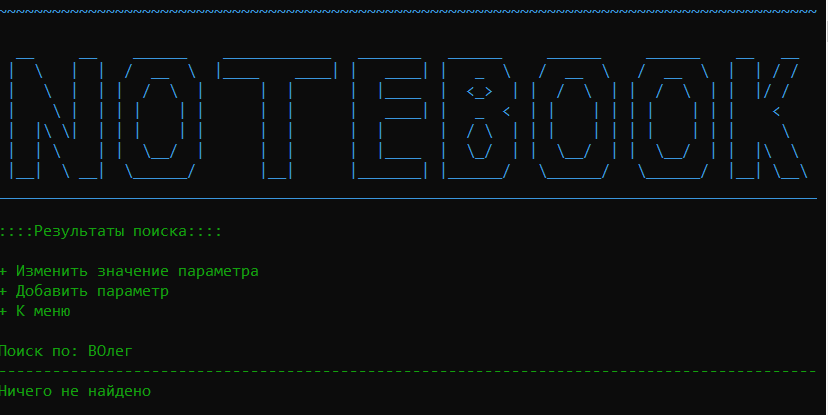 NOTEBOOK
::::Результаты поиска::::
+ Изменить значение параметра
+ Добавить параметр
+ К меню
Поиск по: ВОлег
Ничего не найдено